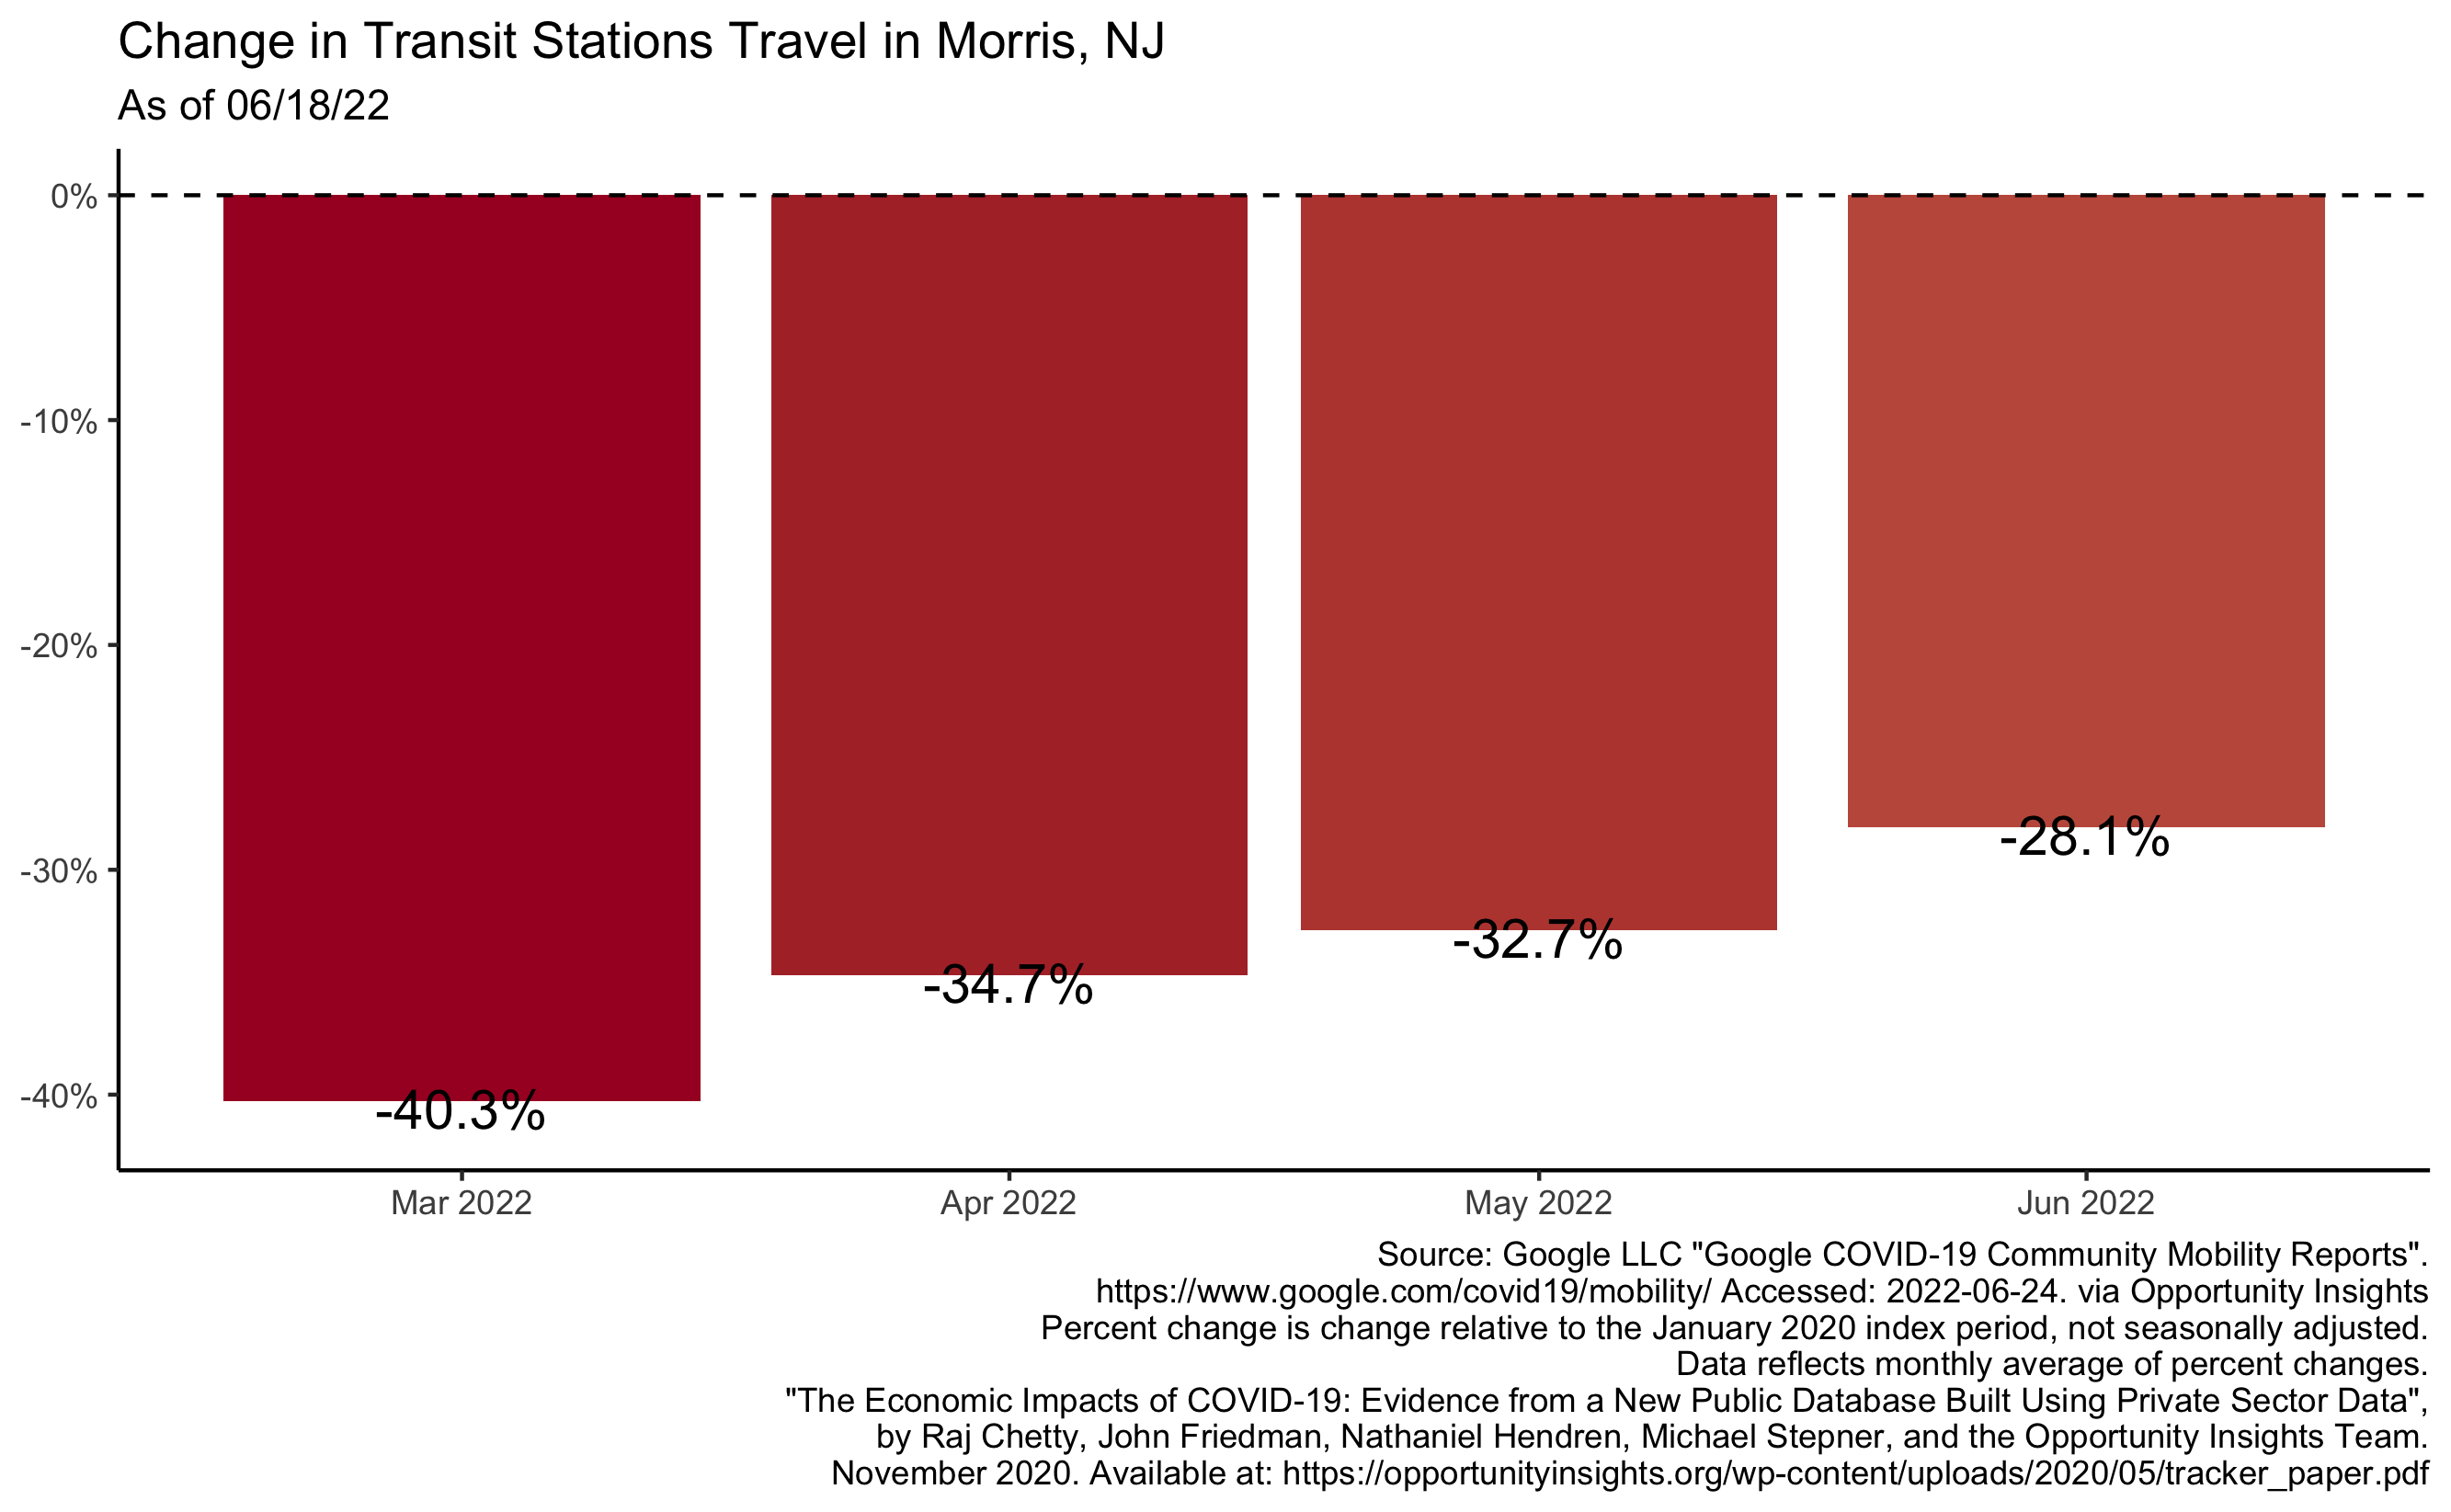 Change in Transit Stations Travel in Morris, NJ
As of 06/18/22
0%
-10%
-20%
-30%
-40%
-40.3%
-34.7%
-32.7%
-28.1%
Mar 2022
Apr 2022
May 2022
Jun 2022
Source: Google LLC "Google COVID-19 Community Mobility Reports".
https://www.google.com/covid19/mobility/ Accessed: 2022-06-24. via Opportunity Insights
Percent change is change relative to the January 2020 index period, not seasonally adjusted.
Data reflects monthly average of percent changes.
"The Economic Impacts of COVID-19: Evidence from a New Public Database Built Using Private Sector Data",
by Raj Chetty, John Friedman, Nathaniel Hendren, Michael Stepner, and the Opportunity Insights Team.
November 2020. Available at: https://opportunityinsights.org/wp-content/uploads/2020/05/tracker_paper.pdf